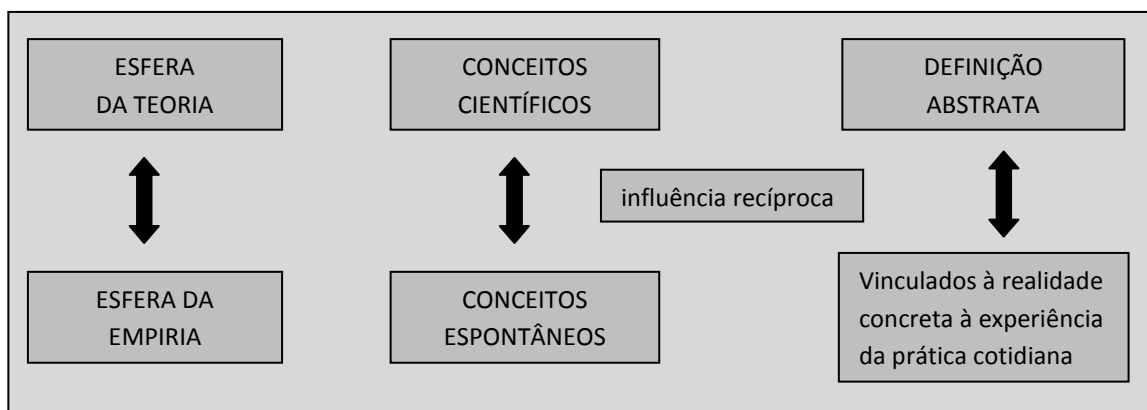 ESFERA
DA TEORIA
CONCEITOS
CIENTÍFICOS
DEFINIÇÃO
ABSTRATA
influência recíproca
ESFERA DA
EMPIRIA
CONCEITOS
ESPONTÂNEOS
Vinculados à realidade
concreta à experiência
da prática cotidiana